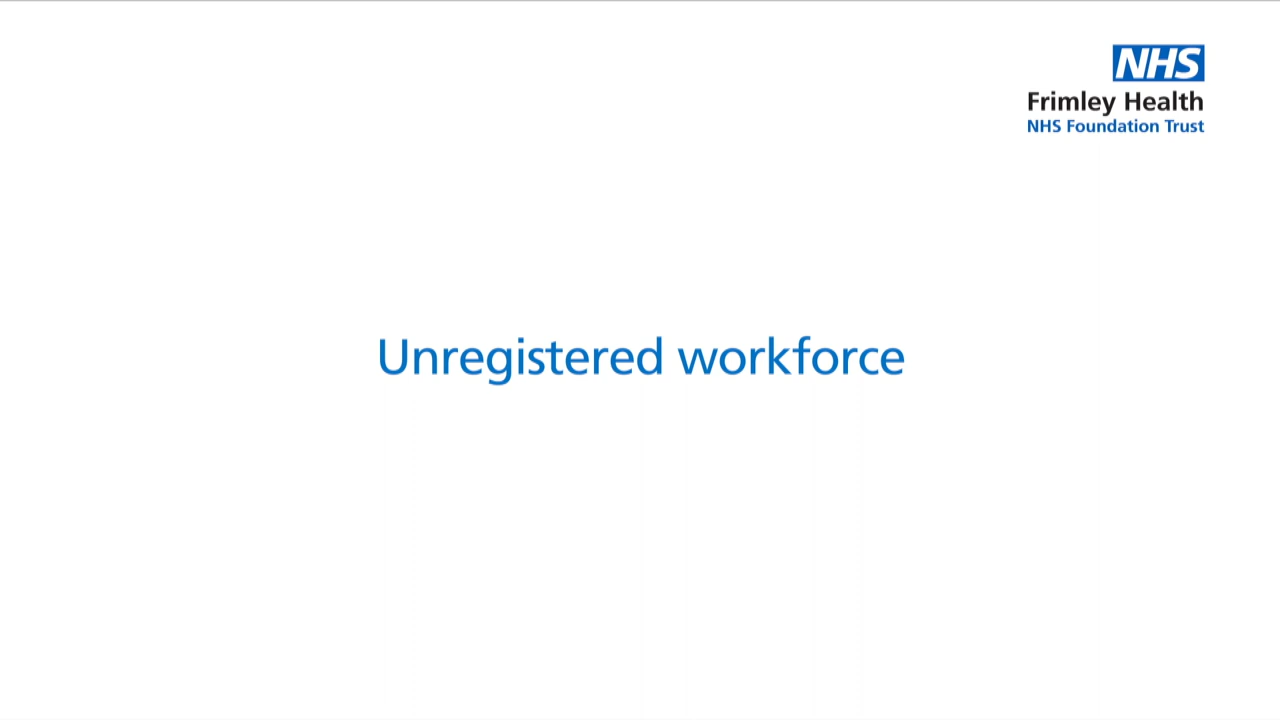 NHS
Frimley Health
NHS Foundation Trust
Unregistered workforce